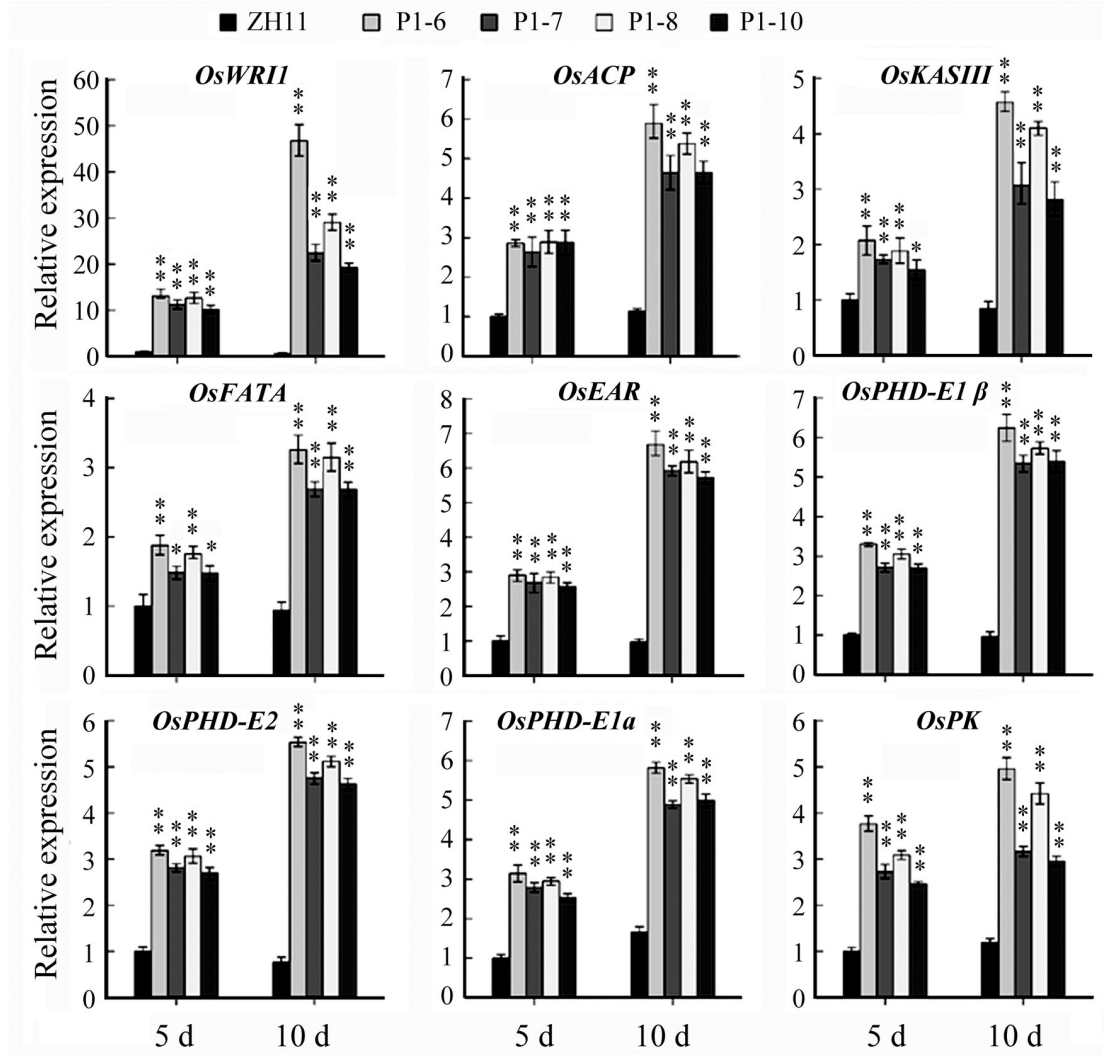 ZH11 P1-6 P1-7 P1-8 P1-10
Relative expression
OsWRI1
60
50
40
30
20
10
0
** ** ** **
** ** ** **
OsACP
7
6
5
4
3
2
1
0
** ** ** **
** ** ** **
OsKASIII
5
4
3
2
1
0
** ** ** *
** ** ** **
Relative expression
OsFATA
4
3
2
1
0
** * ** *
** ** ** **
OsEAR
8
7
6
5
4
3
2
1
0
** ** ** **
** ** ** **
OsPHD-E1 β
7
6
5
4
3
2
1
0
** ** ** **
** ** ** **
Relative expression
OsPHD-E2
6
5
4
3
2
1
0
** ** ** **
** ** ** **
5 d 10 d
OsPHD-E1a
7
6
5
4
3
2
1
0
** ** ** **
** ** ** **
5 d 10 d
OsPK
6
5
4
3
2
1
0
** ** ** **
** ** ** **
5 d 10 d